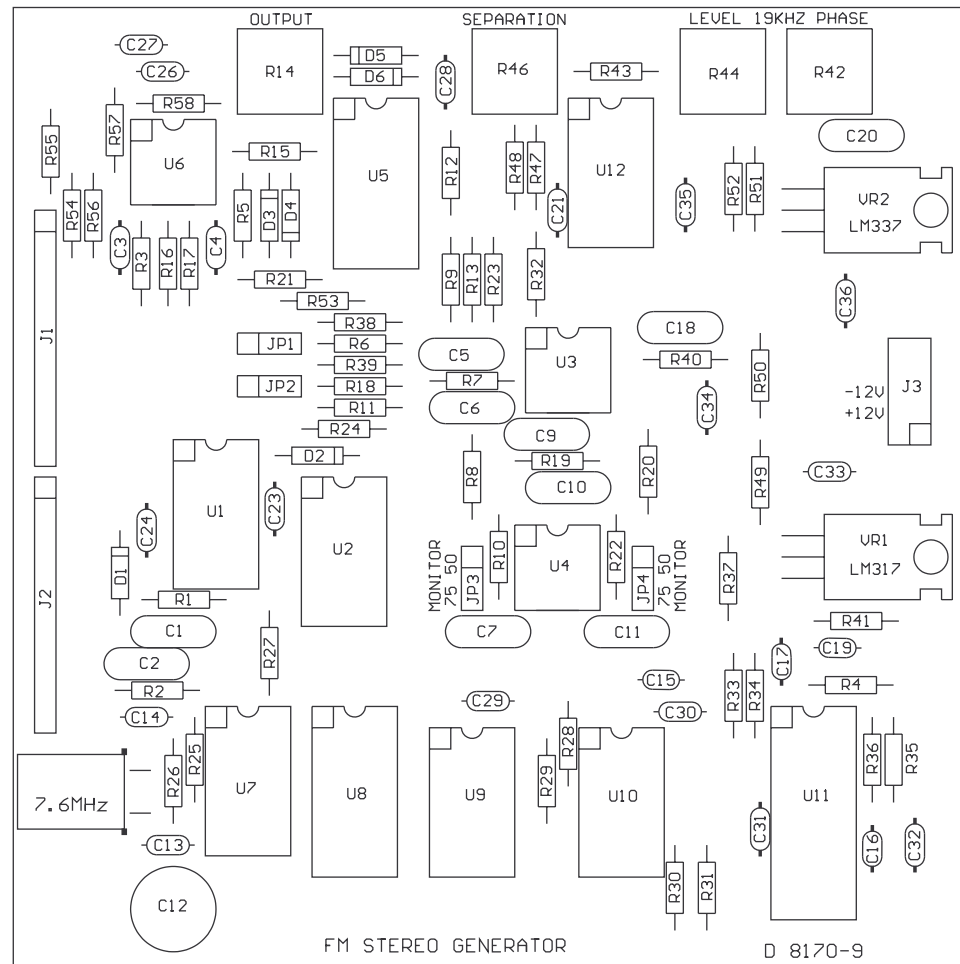 OUTPUT SEPARATION LEVEL 19KHZ PHASE
C27 D5
C26 R14 D6 C28 R46 R43 R44 R42
R58
R57 R55 C20
R15 U6 U5 R12 R48 R47 U12 R52 R51
R54 R56 R5 D3 D4 C21 C35 VR2
LM337
C3 R3 R16 R17 C4
R21 R9 R13 R23 R32
R53 C36
R38 C18
J1 JP1 R6 C5 U3
R39 R40 R50
JP2 R18 R7 J3
-12V
R11 C6 C34 +12V
R24 C9
D2 R8 R19 R20 R49 C33
C10
U1 C23
C24 U2 R10 U4 R22 VR1
D1 MONITOR
75 50
JP3 JP4
75 50
MONITOR
R37 LM317
J2 R1
C1 R27 C7 C11 R41
C2 C17 C19
R2 C15 R33 R34 R4
C14 C29 C30
R26 R25 R29 R28 R36 R35
7.6MHz U7 U8 U9 U10 U11
C13 C31 C16 C32
R30 R31
C12
FM STEREO GENERATOR D 8170-9